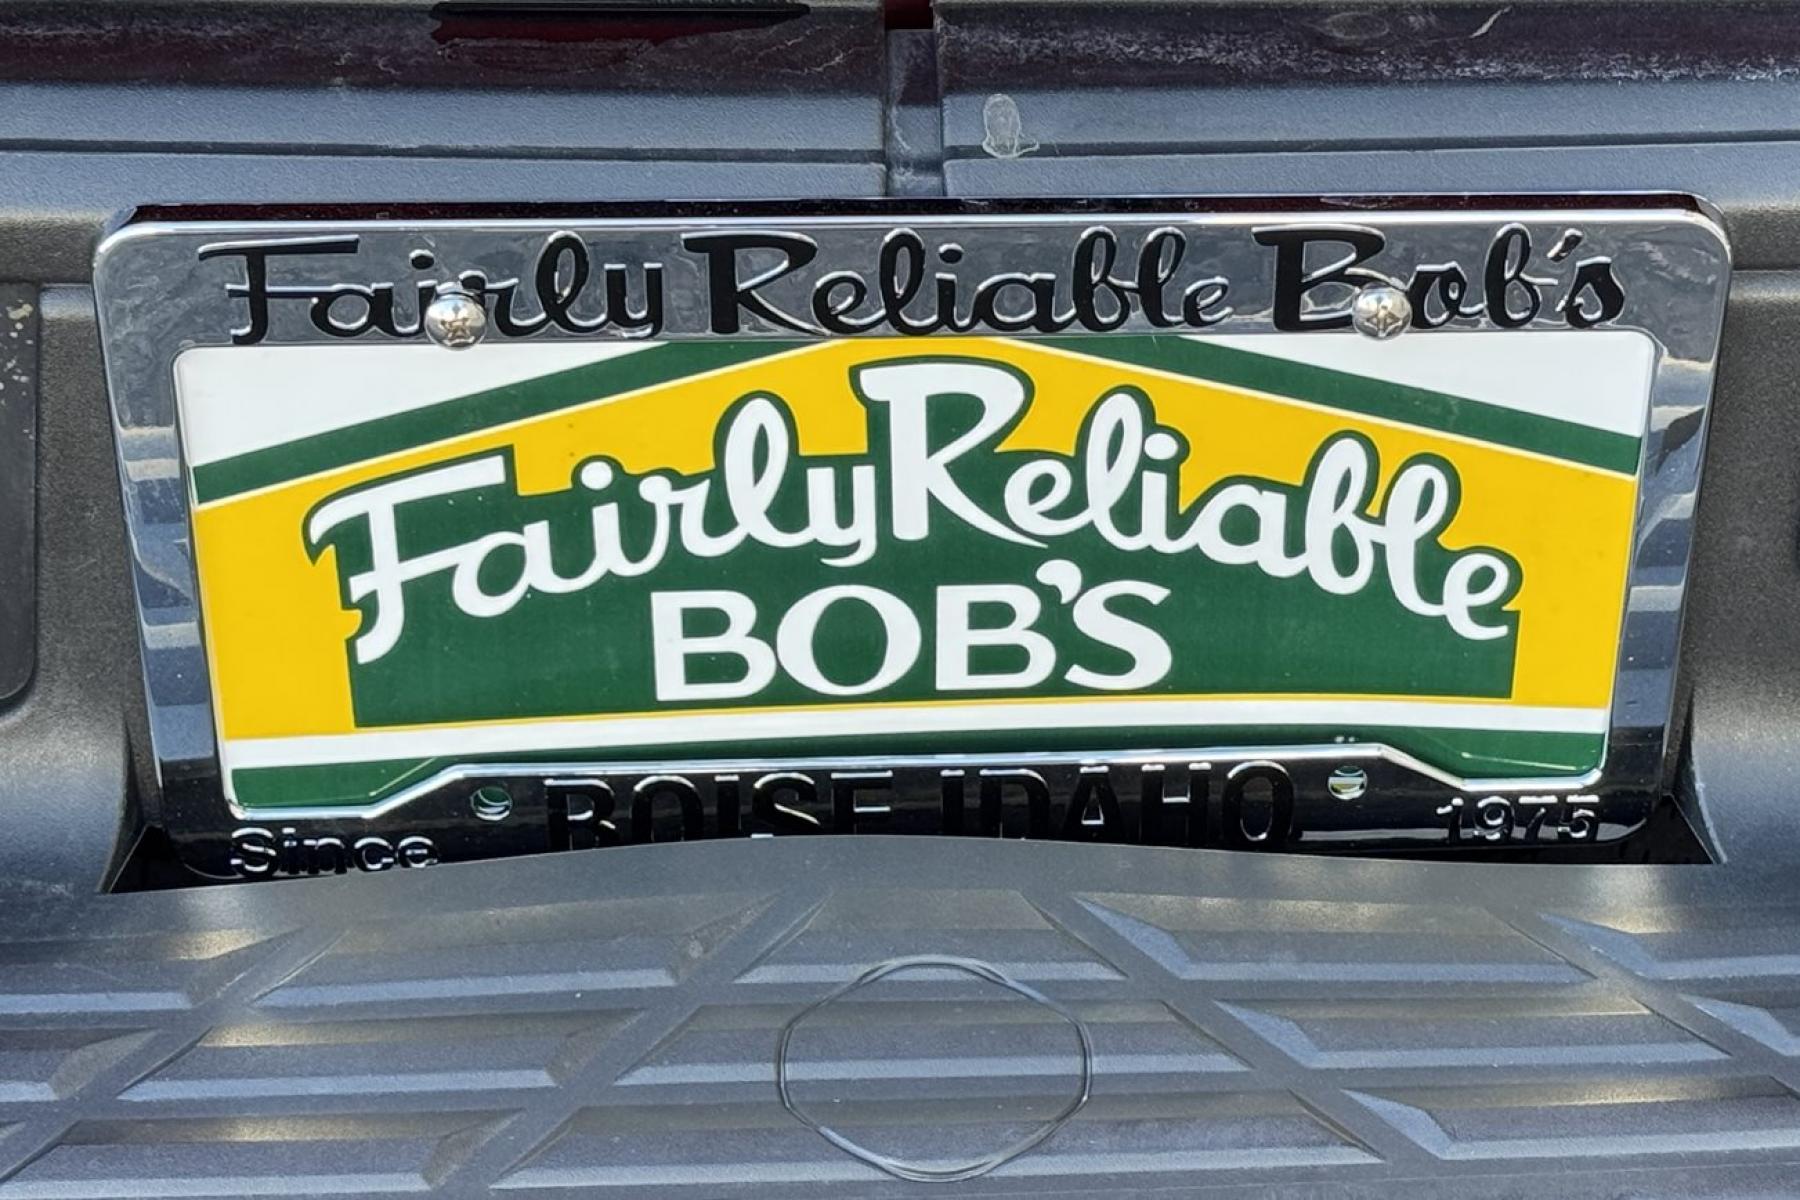 Fairly Reliable Bob's
Fairly Reliable
BOB'S
Since BOISE IDAHO 1975